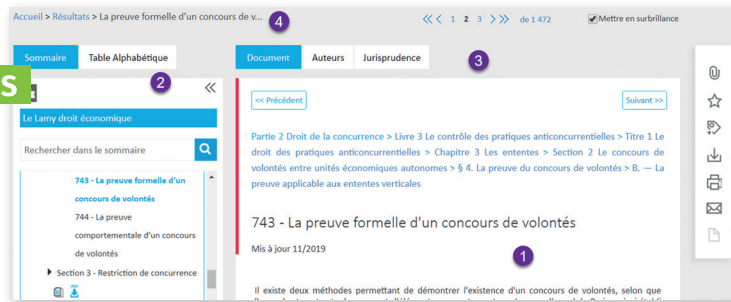 Accueil > Résultats > La preuve formelle d'un concours de v...
4
<< < 1 2 3 > >> de 1 472
Mettre en surbrillance
Sommaire
Table Alphabétique
2
Document
Auteurs
Jurisprudence
3
S
<<
Le Lamy droit économique
Rechercher dans le sommaire
743 - La preuve formelle d'un
concours de volontés
744 - La preuve
comportementale d'un concours
de volontés
Section 3 - Restriction de concurrence
<< Précédent
Suivant >>
Partie 2 Droit de la concurrence > Livre 3 Le contrôle des pratiques anticoncurrentielles > Titre 1 Le
droit des pratiques anticoncurrentielles > Chapitre 3 Les ententes > Section 2 Le concours de
volontés entre unités économiques autonomes > § 4. La preuve du concours de volontés > B. — La
preuve applicable aux ententes verticales
743 - La preuve formelle d'un concours de volontés
Mis à jour 11/2019
1
Il existe deux méthodes permettant de démontrer l'existence d'un concours de volontés, selon que